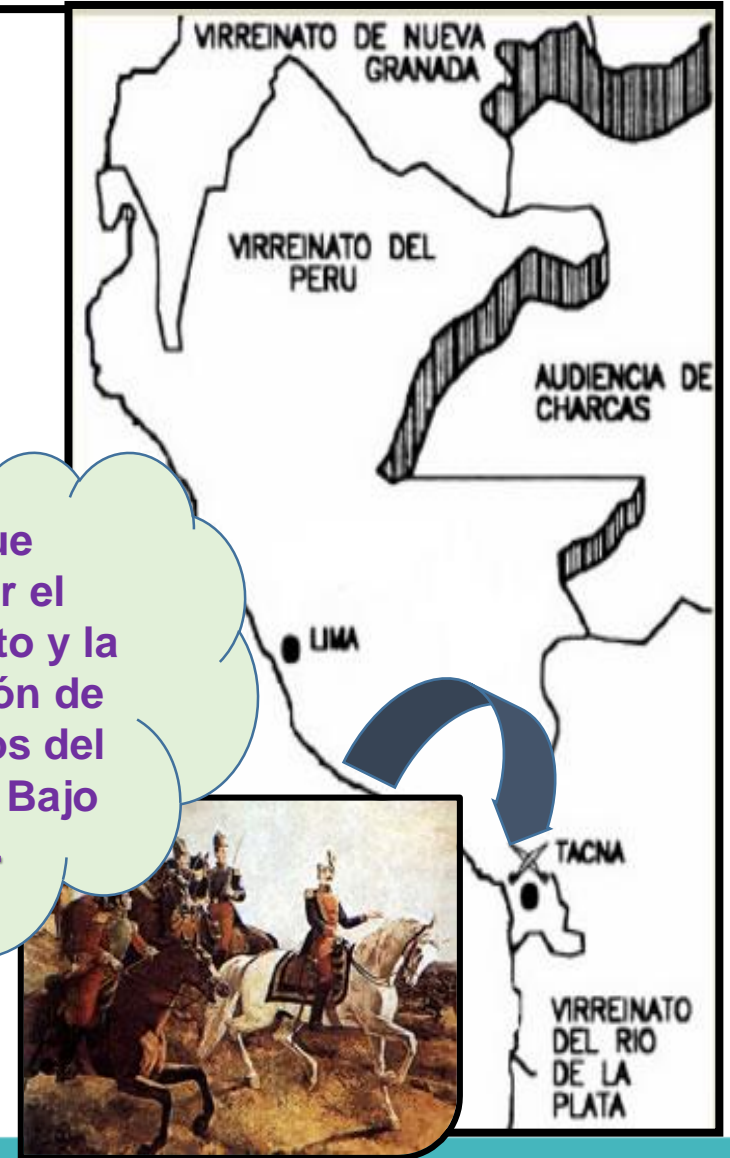 VIRREINATO DE NUEVA
GRANADA
VIRREINATO DEL
PERU
AUDIENCIA DE
CHARCAS
LIMA
TACNA
VIRREINATO
DEL RIO
DE LA
PLATA
ue
r el
to y la
ón de
os del
Bajo